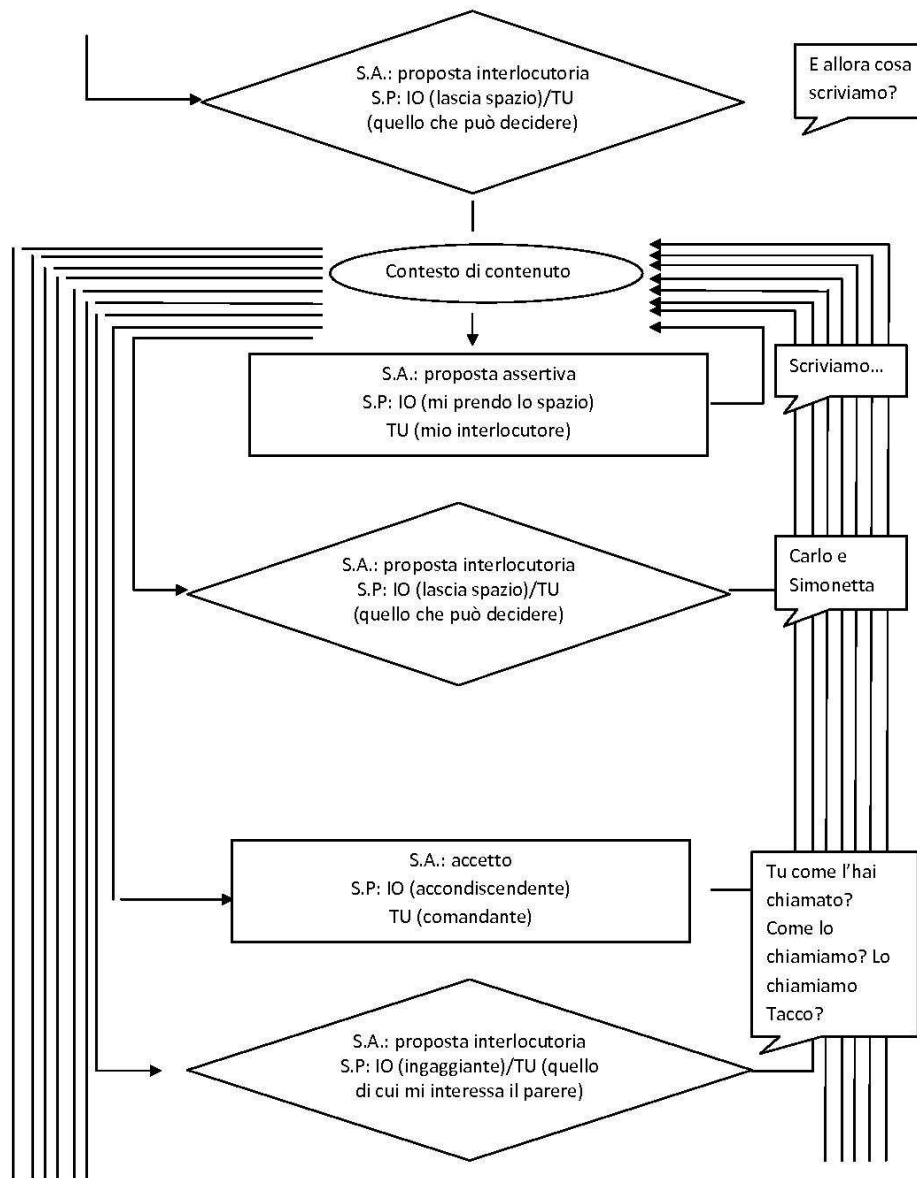 S.A.: proposta interlocutoria
S.P: IO (lascia spazio)/TU
(quello che può decidere)
E allora cosa
scriviamo?
Contesto di contenuto
S.A.: proposta assertiva
S.P: IO (mi prendo lo spazio)
TU (mio interlocutore)
Scriviamo...
S.A.: proposta interlocutoria
S.P: IO (lascia spazio)/TU
(quello che può decidere)
Carlo e
Simonetta
S.A.: accetto
S.P: IO (accondiscendente)
TU (comandante)
Tu come l'hai
chiamato?
Come lo
chiamiamo? Lo
chiamiamo
Tacco?
S.A.: proposta interlocutoria
S.P: IO (ingaggiante)/TU (quello
di cui mi interessa il parere)